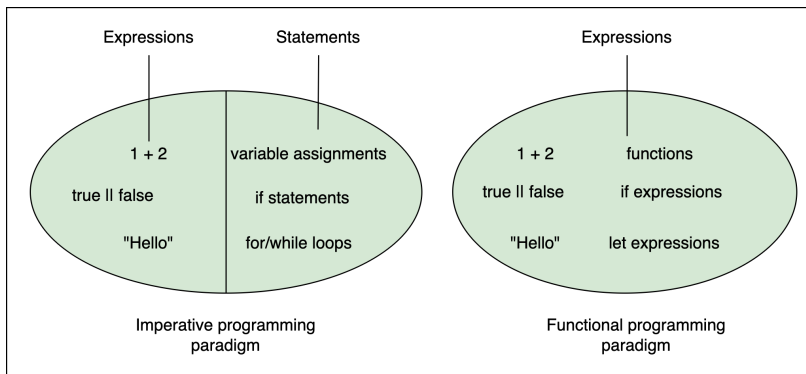 Expressions
Statements
1 + 2
variable assignments
true || false
if statements
"Hello"
for/while loops
Imperative programming
paradigm
Expressions
1 + 2
functions
true || false
if expressions
"Hello"
let expressions
Functional programming
paradigm